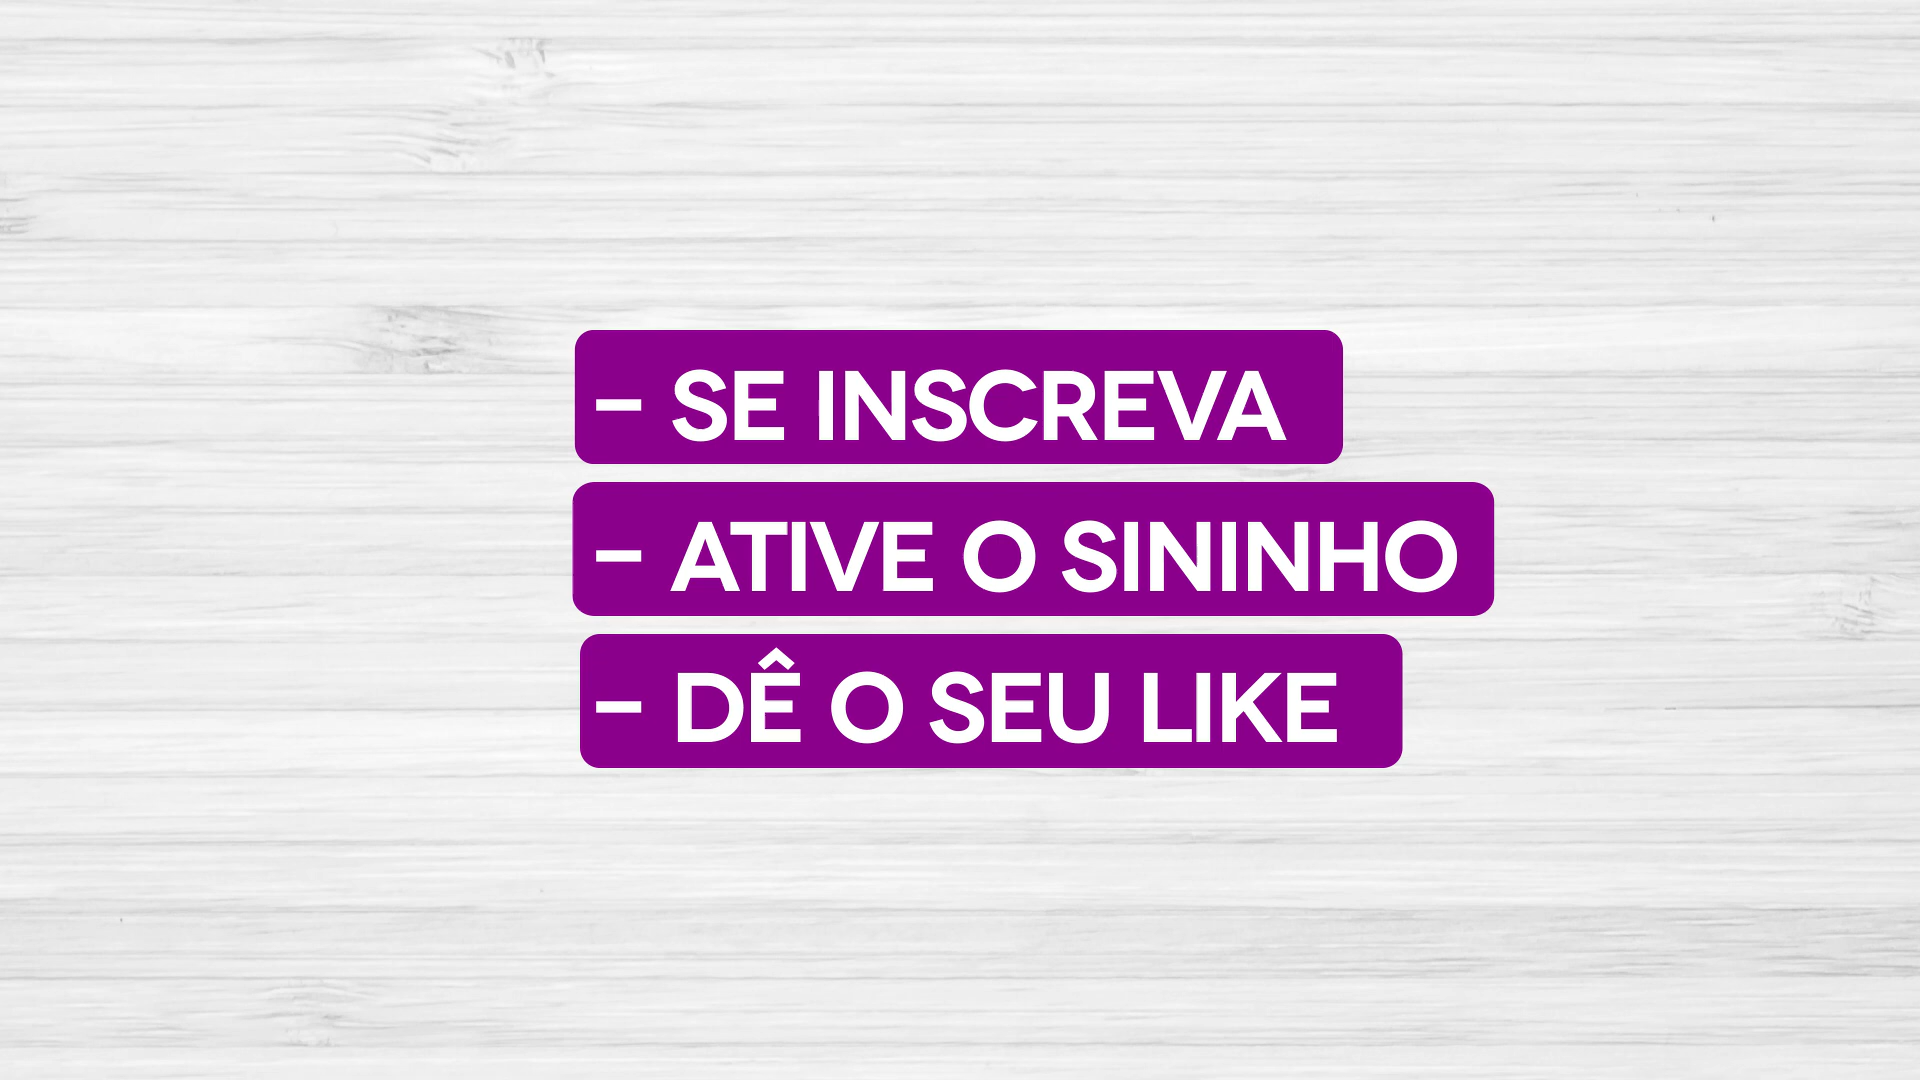 - SE INSCREVA
- ATIVE O SININHO
- DÊ O SEU LIKE